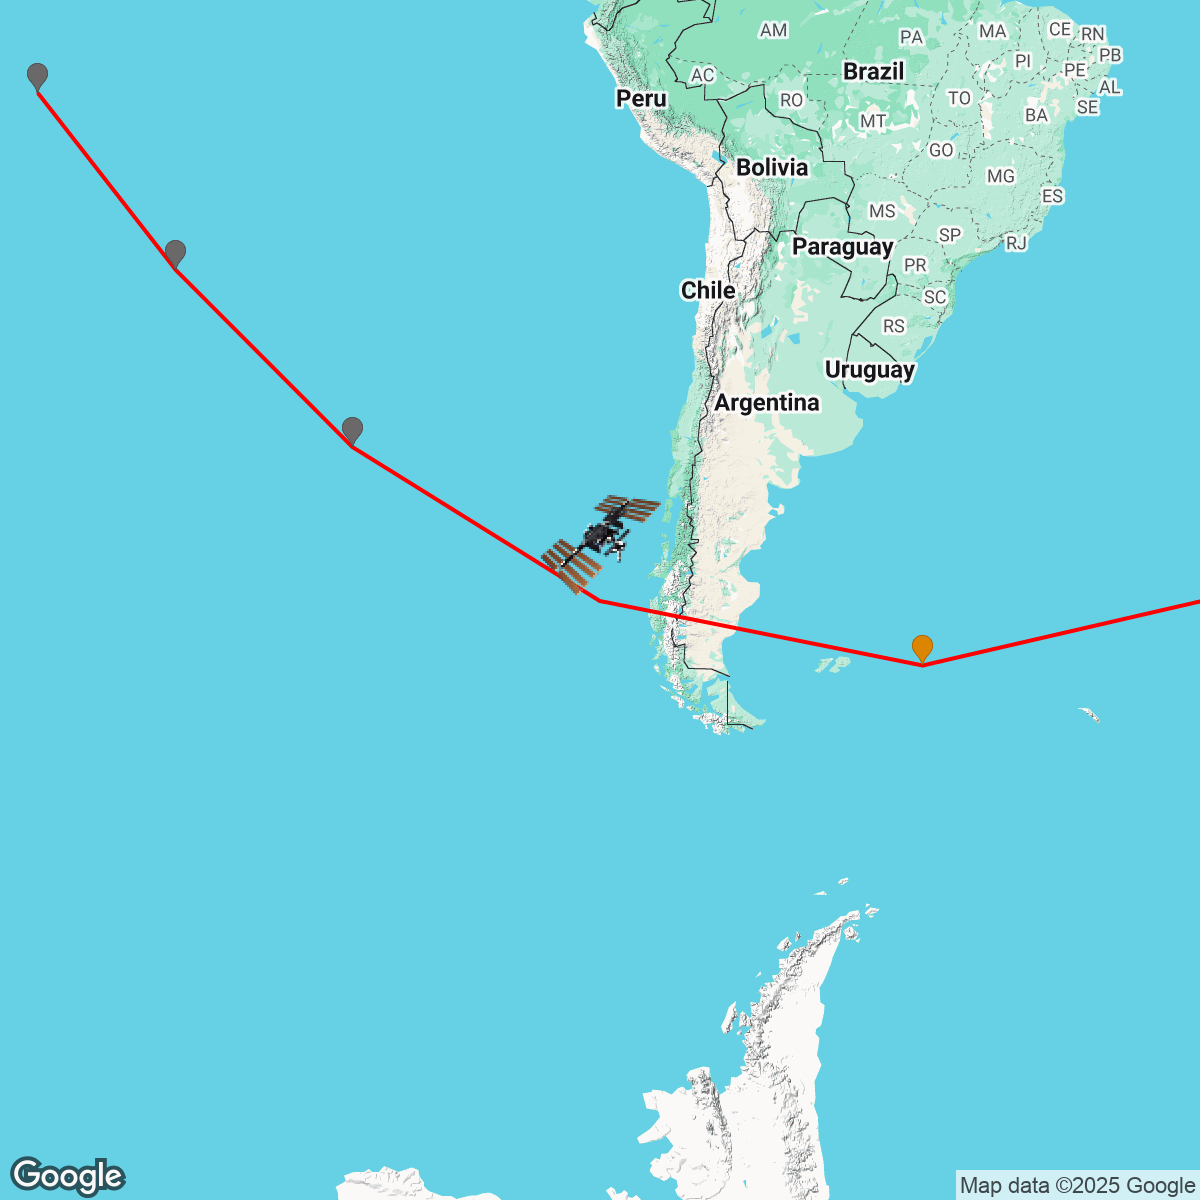 AM
PA
MA
CE
RN
PB
PI
PE
AL
SE
Brazil
AC
Peru
RO
TO
BA
MT
GO
Bolivia
MG
ES
MS
SP
RJ
Paraguay
PR
Chile
SC
RS
Uruguay
Argentina
Google
Map data ©2025 Google